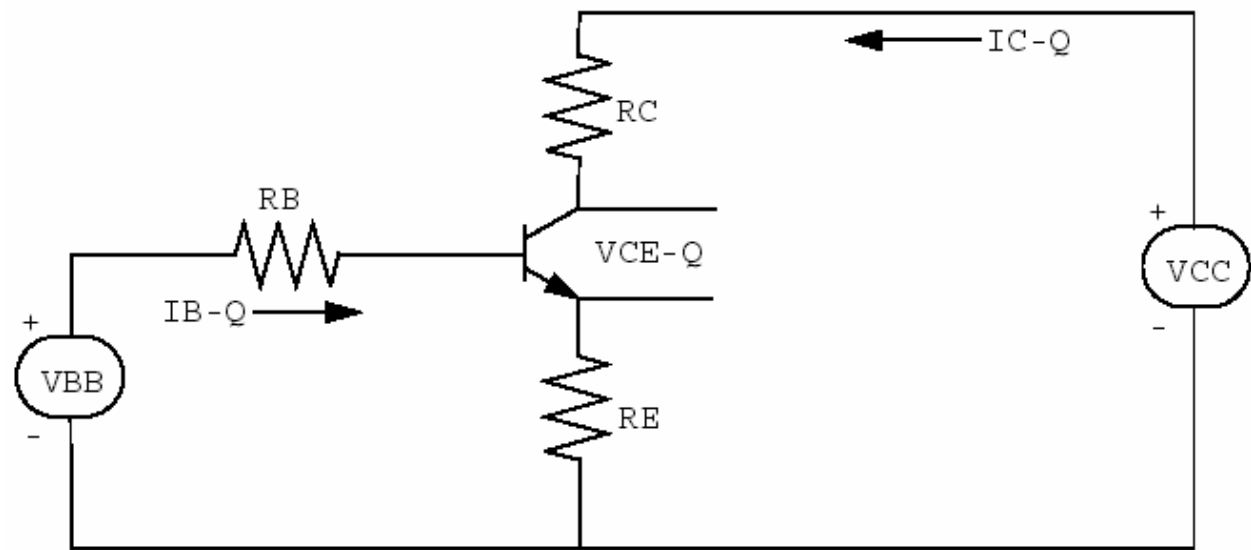 IC-Q
RC
RB
+
VCE-Q
VCC
IB-Q
+
-
VBB
RE
-